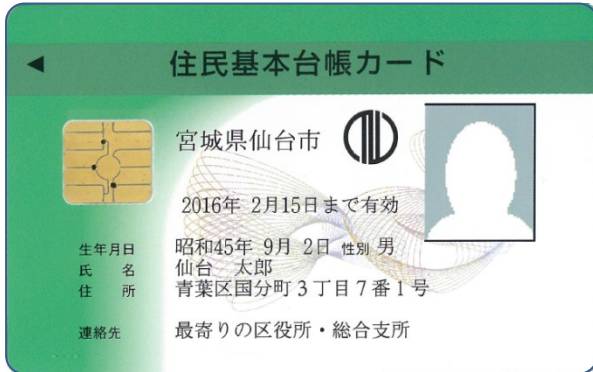 ◀ 住民基本台帳カード
宮城県仙台市
2016年 2月15日まで有効
生年月日 昭和45年 9月 2日 性別 男
氏 名 仙台 太郎
住 所 青葉区国分町3丁目7番1号
連絡先 最寄りの区役所・総合支所